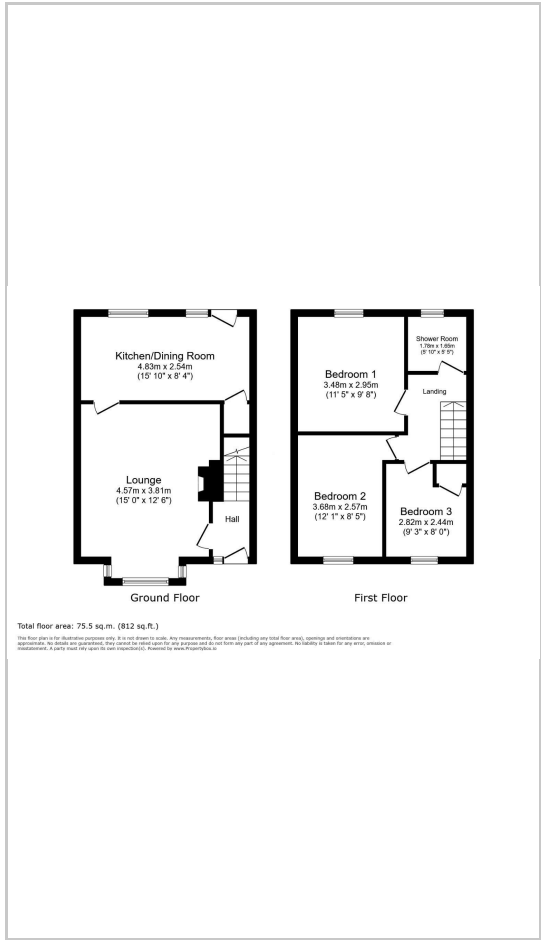 Kitchen/Dining Room
4.83m x 2.54m
(15' 10" x 8' 4")
Lounge
4.57m x 3.81m
(15' 0" x 12' 6")
Hall
Ground Floor
Bedroom 1
3.48m x 2.95m
(11' 5" x 9' 8")
Shower Room
1.78m x 1.65m
(5' 10" x 5' 5")
Landing
Bedroom 2
3.68m x 2.57m
(12' 1" x 8' 5")
Bedroom 3
2.82m x 2.44m
(9' 3" x 8' 0")
First Floor
Total floor area: 75.5 sq.m. (812 sq.ft.)
This floor plan is for illustrative purposes only. It is not drawn to scale. Any measurements, floor areas (including any total floor area), openings and orientations are
approximate. No details are guaranteed, they cannot be relied upon for any purpose and do not form any part of any agreement. No liability is taken for any error, omission or
misstatement. A party must rely upon its own inspection(s). Powered by www.Propertybox.io